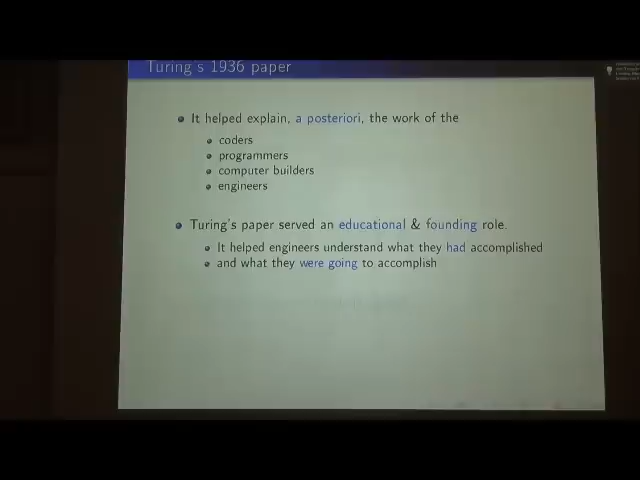 Turing's 1936 paper
It helped explain, a posteriori, the work of the
coders
programmers
computer builders
engineers
Turing's paper served an educational & founding role.
It helped engineers understand what they had accomplished
and what they were going to accomplish